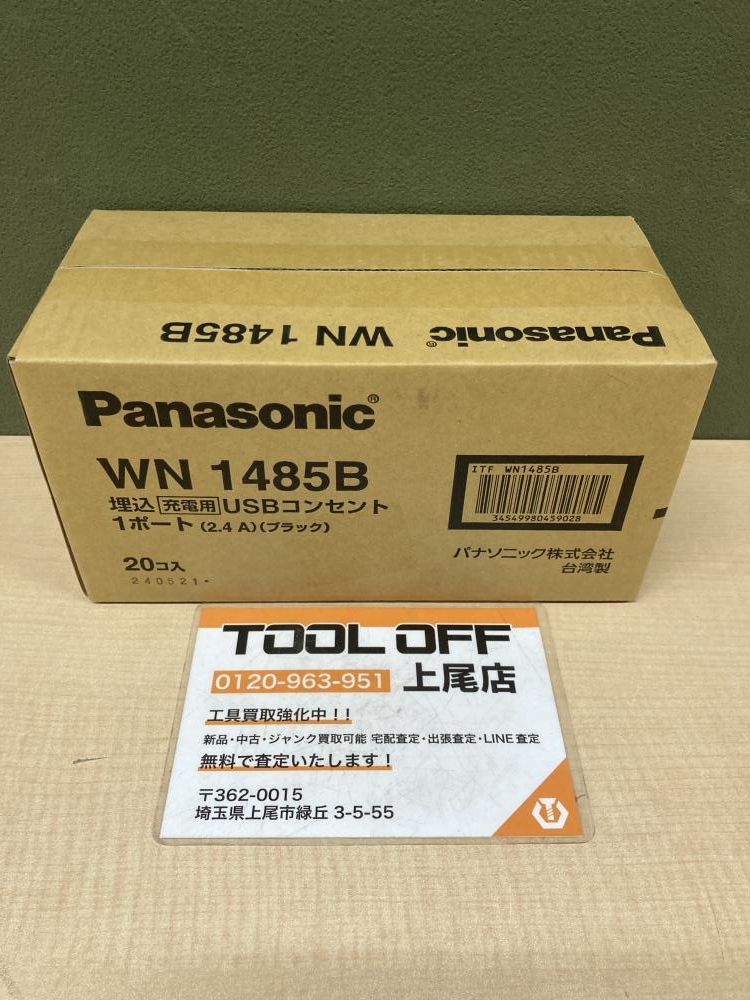 Panasonic® WN 1485B
Panasonic®
WN 1485B
埋込 充電用 USBコンセント
1ポート (2.4 A) (ブラック)
20コ入
240521
ITF WN1485B
34549980459028
パナソニック株式会社
台湾製
TOOL OFF
0120-963-951 上尾店
工具買取強化中!!
新品・中古・ジャンク買取可能 宅配査定・出張査定・LINE査定
無料で査定いたします!
〒362-0015
埼玉県上尾市緑丘 3-5-55